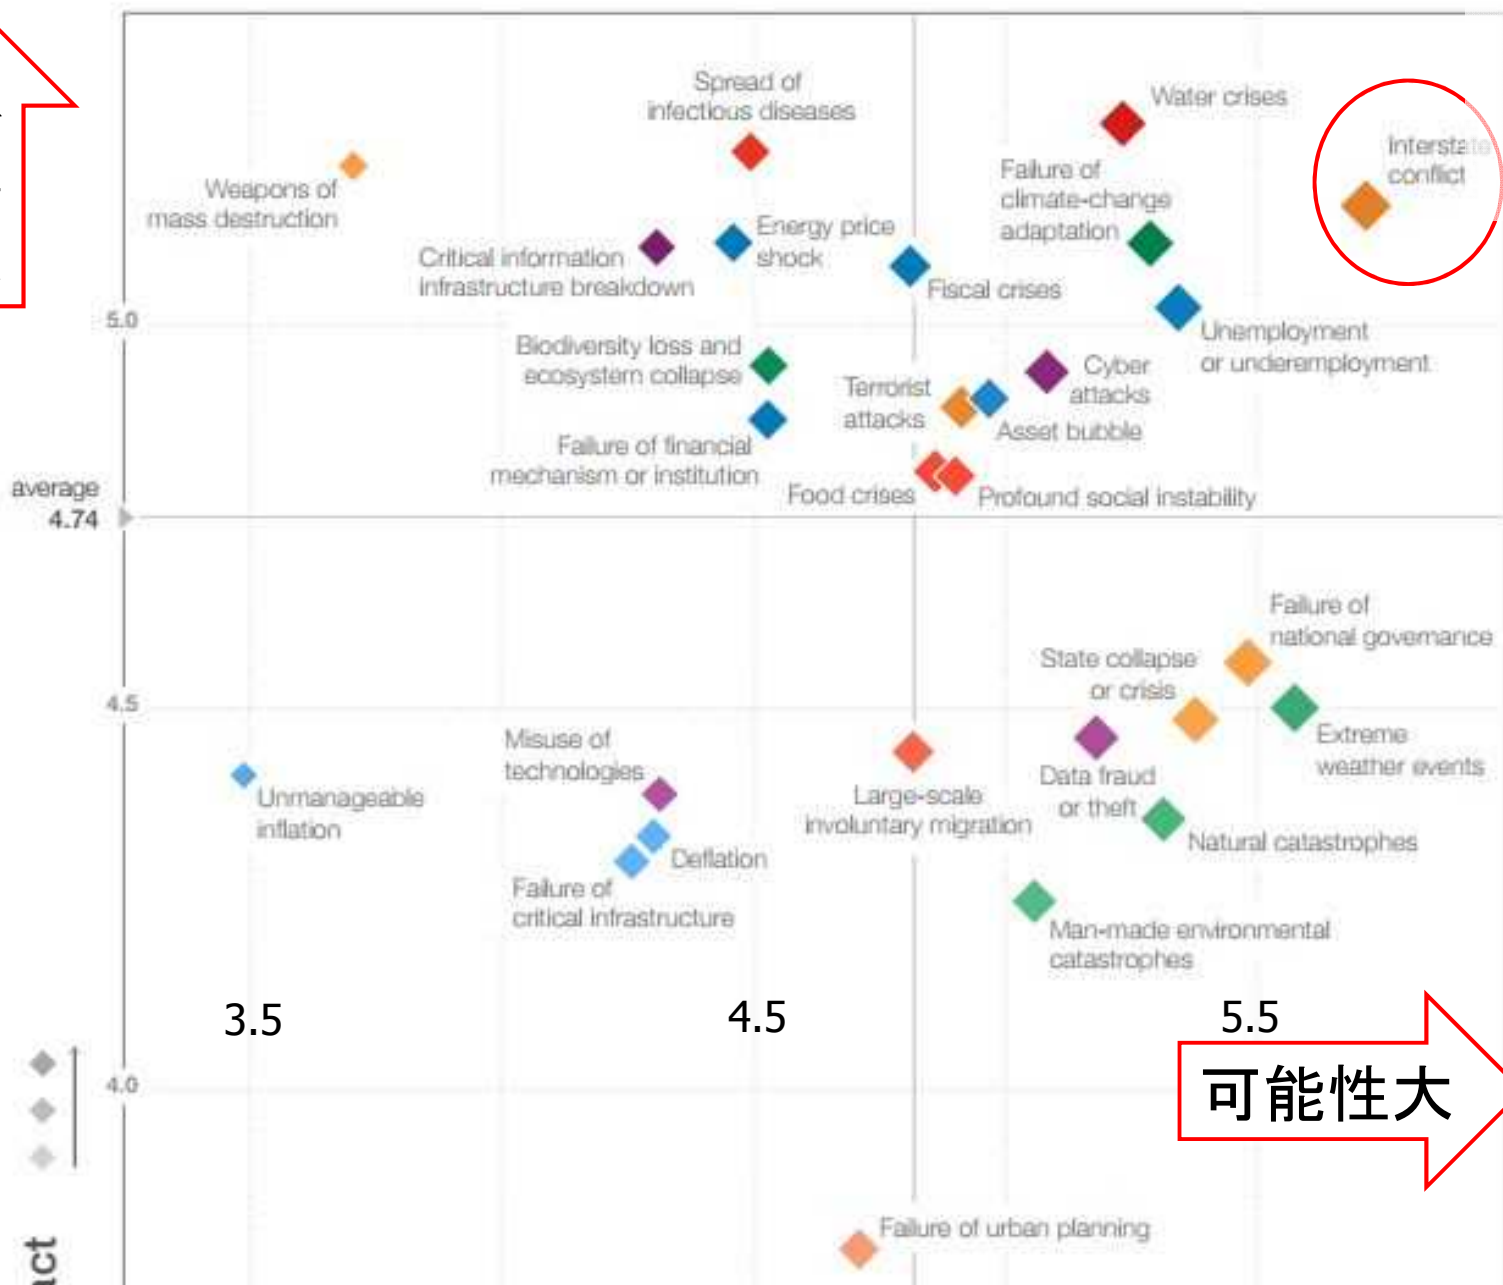 Spread of
infectious diseases
Water crises
Interstate
conflict
Weapons of
mass destruction
Failure of
climate-change
adaptation
Critical information
infrastructure breakdown
Energy price
shock
Fiscal crises
5.0
Unemployment
or underemployment
Biodiversity loss and
ecosystem collapse
Cyber
attacks
Terrorist
attacks
Asset bubble
Failure of financial
mechanism or institution
Food crises
Profound social instability
average
4.74
Failure of
national governance
State collapse
or crisis
4.5
Extreme
weather events
Misuse of
technologies
Data fraud
or theft
Unmanageable
inflation
Large-scale
involuntary migration
Natural catastrophes
Deflation
Failure of
critical infrastructure
Man-made environmental
catastrophes
3.5
4.5
5.5
4.0
可能性大
Failure of urban planning
act